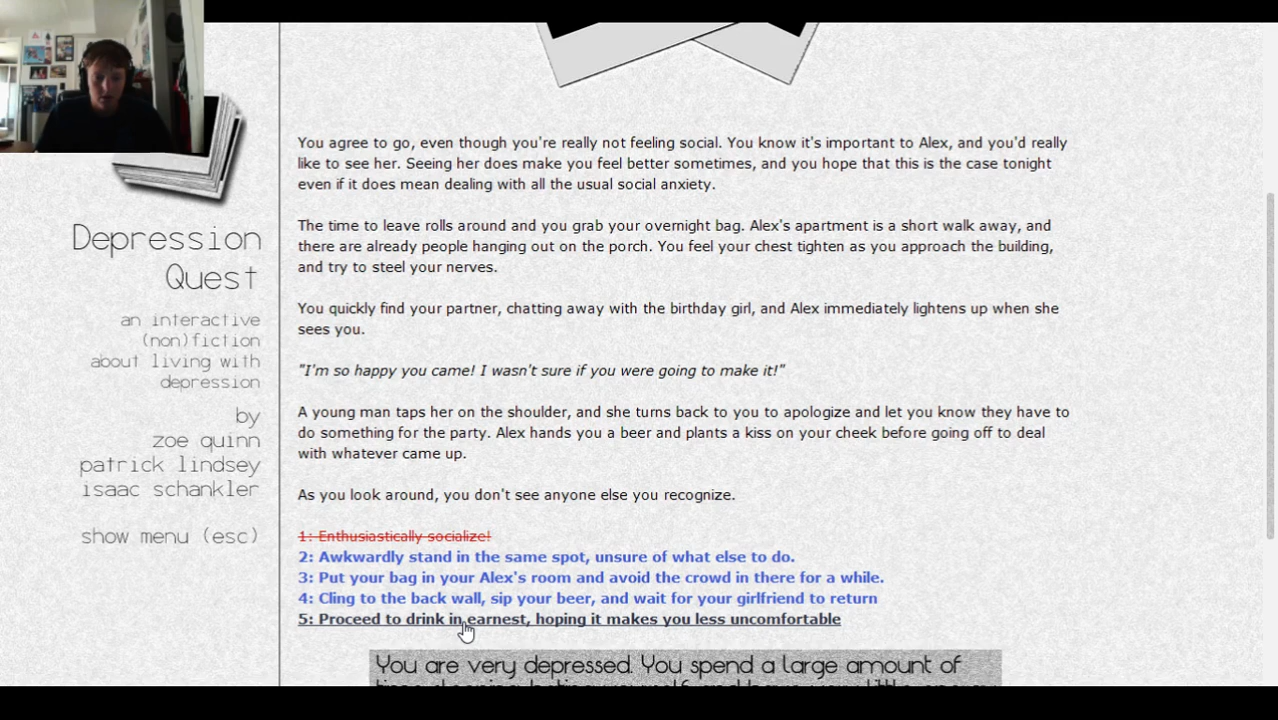 Depression
Quest
an interactive
(non)fiction
about living with
depression
by
zoe quinn
patrick lindsey
isaac schankler
show menu (esc)
You agree to go, even though you're really not feeling social. You know it's important to Alex, and you'd really
like to see her. Seeing her does make you feel better sometimes, and you hope that this is the case tonight
even if it does mean dealing with all the usual social anxiety.
The time to leave rolls around and you grab your overnight bag. Alex's apartment is a short walk away, and
there are already people hanging out on the porch. You feel your chest tighten as you approach the building,
and try to steel your nerves.
You quickly find your partner, chatting away with the birthday girl, and Alex immediately lightens up when she
sees you.
"I'm so happy you came! I wasn't sure if you were going to make it!"
A young man taps her on the shoulder, and she turns back to you to apologize and let you know they have to
do something for the party. Alex hands you a beer and plants a kiss on your cheek before going off to deal
with whatever came up.
As you look around, you don't see anyone else you recognize.
1: Enthusiastically socialize!
2: Awkwardly stand in the same spot, unsure of what else to do.
3: Put your bag in your Alex's room and avoid the crowd in there for a while.
4: Cling to the back wall, sip your beer, and wait for your girlfriend to return
5: Proceed to drink in earnest, hoping it makes you less uncomfortable
You are very depressed. You spend a large amount of